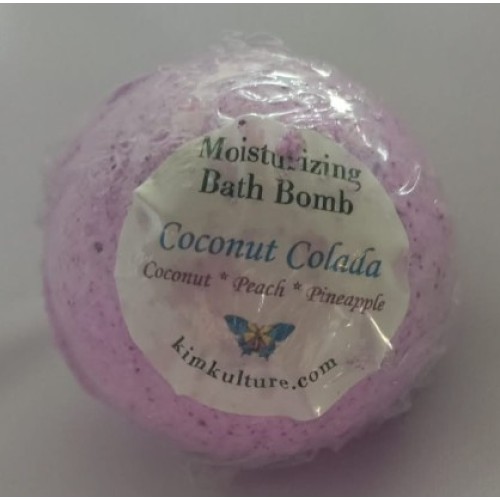 Moisturizing
Bath Bomb
Coconut Colada
Coconut * Peach * Pineapple
kimkulture.com